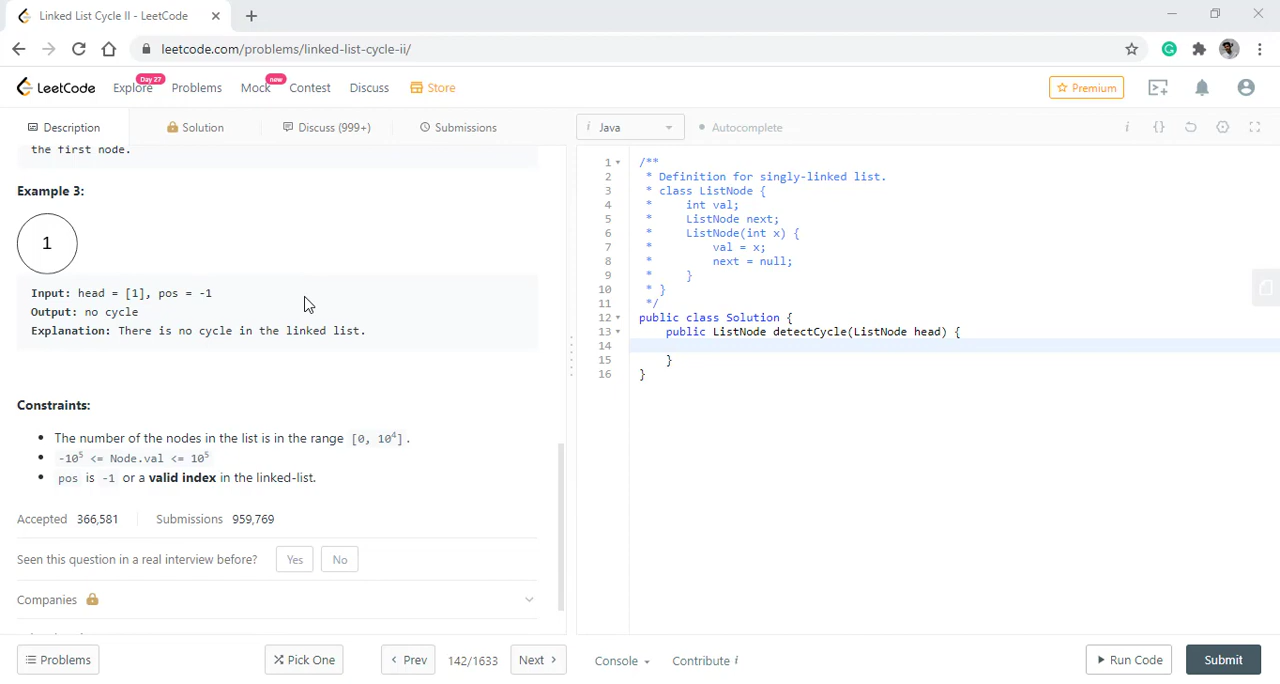 Linked List Cycle II - LeetCode
leetcode.com/problems/linked-list-cycle-ii/
LeetCode Explore Day 27 Problems Mock new Contest Discuss Store Premium
Description Solution Discuss (999+) Submissions
i Java Autocomplete i {}
the first node.
Example 3:
1
Input: head = [1], pos = -1
Output: no cycle
Explanation: There is no cycle in the linked list.
Constraints:
• The number of the nodes in the list is in the range [0, 10⁴].
• -10⁵ <= Node.val <= 10⁵
• pos is -1 or a valid index in the linked-list.
Accepted 366,581 Submissions 959,769
Seen this question in a real interview before? Yes No
Companies
1 /**
2 * Definition for singly-linked list.
3 * class ListNode {
4 * int val;
5 * ListNode next;
6 * ListNode(int x) {
7 * val = x;
8 * next = null;
9 * }
10 * }
11 */
12 public class Solution {
13 public ListNode detectCycle(ListNode head) {
14
15 }
16 }
Problems Pick One Prev 142/1633 Next Console Contribute i Run Code Submit